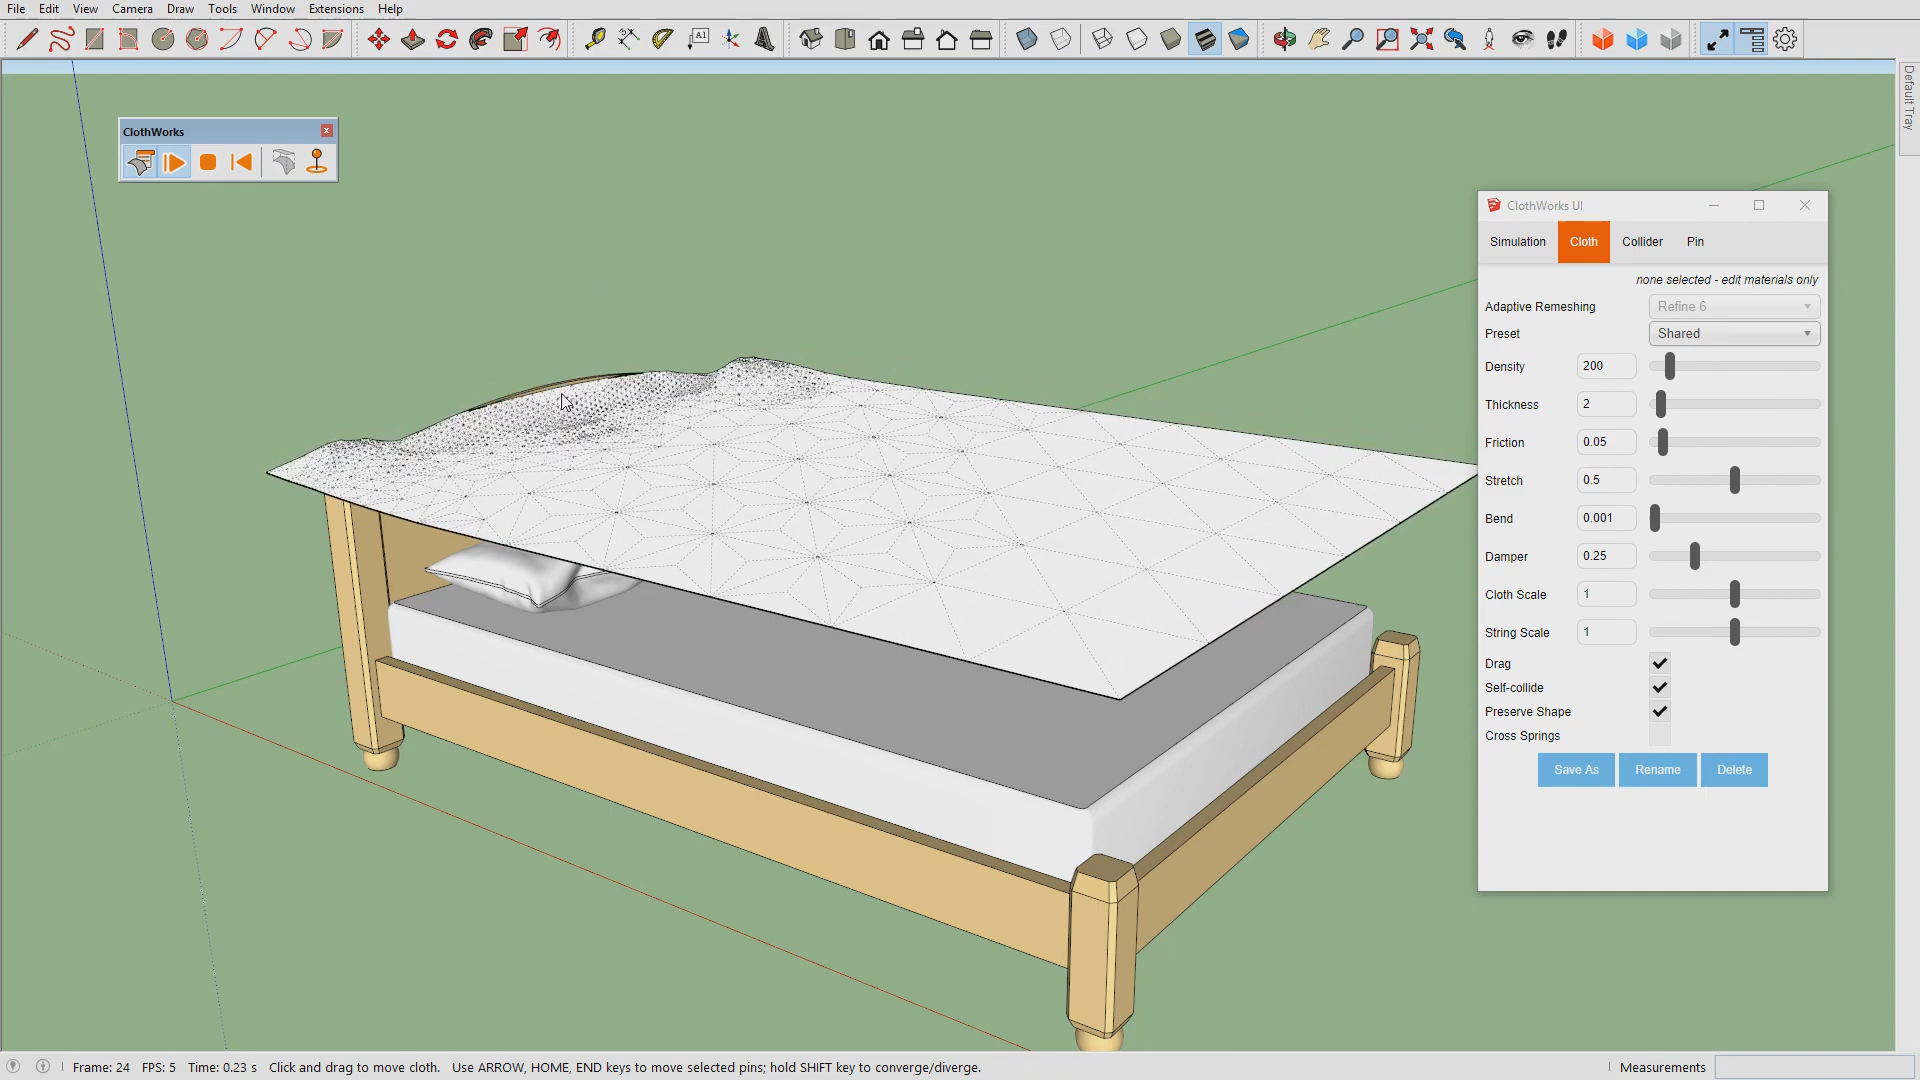 File Edit View Camera Draw Tools Window Extensions Help
A1
Default Tray
ClothWorks
ClothWorks UI
Simulation Cloth Collider Pin
none selected - edit materials only
Adaptive Remeshing Refine 6
Preset Shared
Density 200
Thickness 2
Friction 0.05
Stretch 0.5
Bend 0.001
Damper 0.25
Cloth Scale 1
String Scale 1
Drag
Self-collide
Preserve Shape
Cross Springs
Save As Rename Delete
Frame: 24 FPS: 5 Time: 0.23 s Click and drag to move cloth. Use ARROW, HOME, END keys to move selected pins; hold SHIFT key to converge/diverge. Measurements